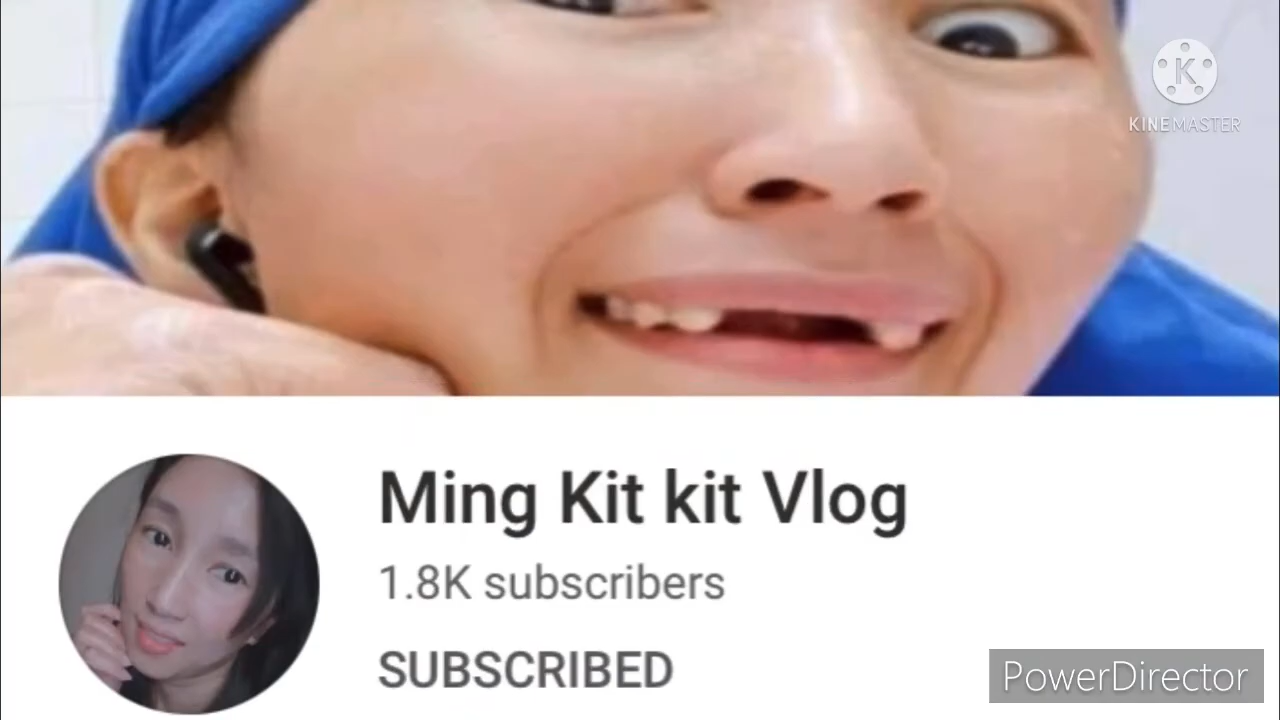 K
KINEMASTER
Ming Kit kit Vlog
1.8K subscribers
SUBSCRIBED
PowerDirector